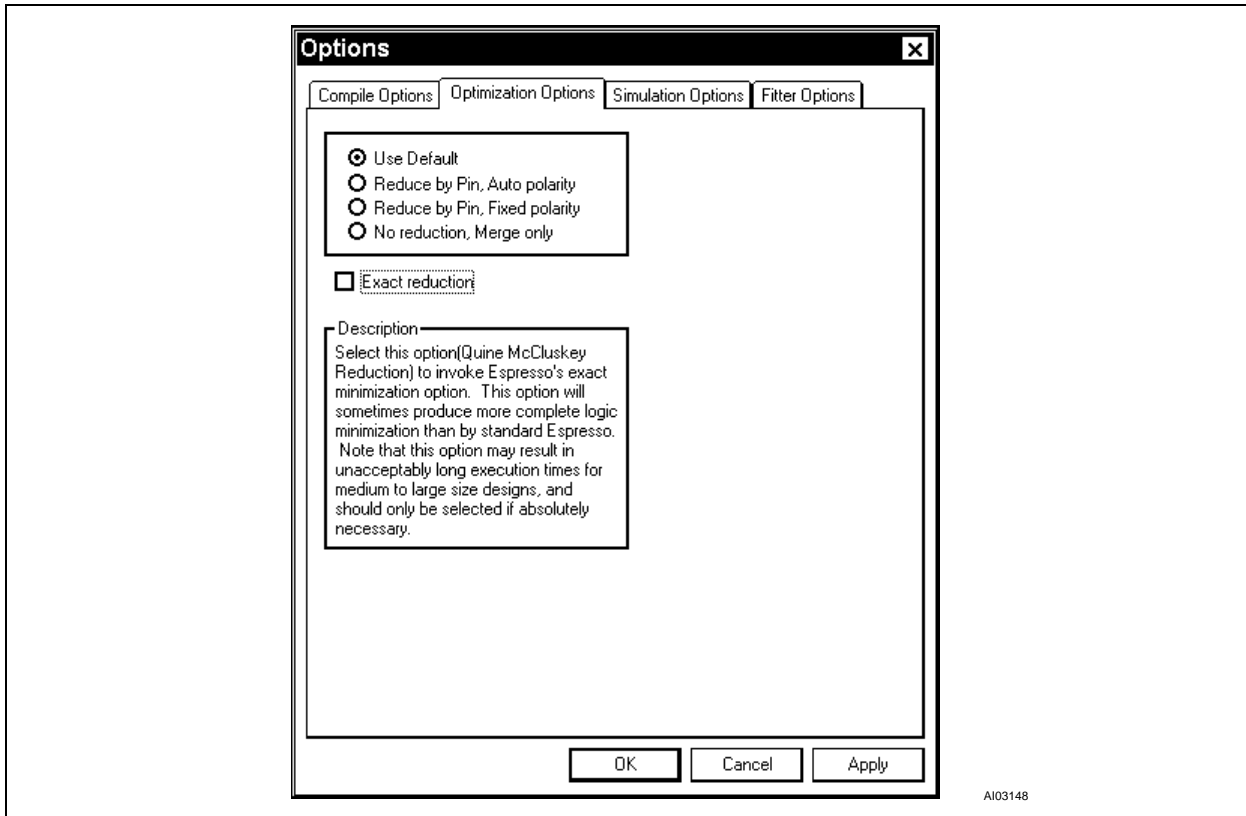 Options
Compile Options
Optimization Options
Simulation Options
Fitter Options
Use Default
Reduce by Pin, Auto polarity
Reduce by Pin, Fixed polarity
No reduction, Merge only
Exact reduction
Description
Select this option(Quine McCluskey
Reduction) to invoke Espresso's exact
minimization option. This option will
sometimes produce more complete logic
minimization than by standard Espresso.
Note that this option may result in
unacceptably long execution times for
medium to large size designs, and
should only be selected if absolutely
necessary.
OK
Cancel
Apply
AI03148